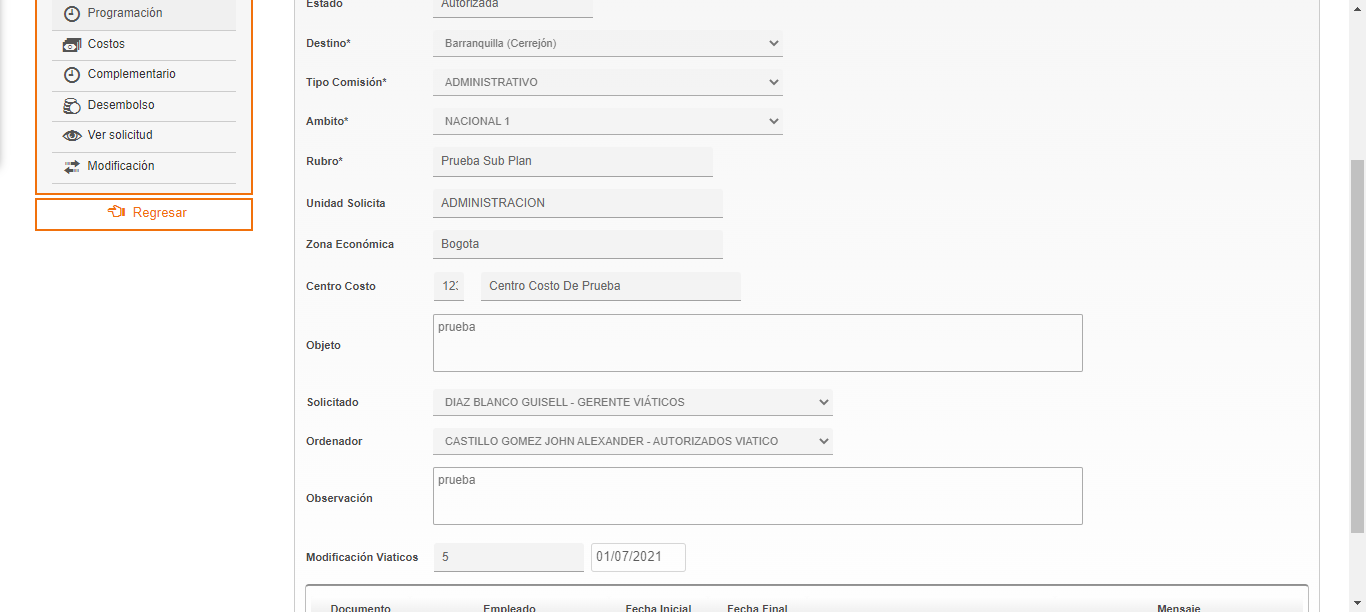 Programación
Costos
Complementario
Desembolso
Ver solicitud
Modificación
Regresar
Estado Autorizada
Destino* Barranquilla (Cerrejón)
Tipo Comisión* ADMINISTRATIVO
Ambito* NACIONAL 1
Rubro* Prueba Sub Plan
Unidad Solicita ADMINISTRACION
Zona Económica Bogota
Centro Costo 123 Centro Costo De Prueba
Objeto prueba
Solicitado DIAZ BLANCO GUISELL - GERENTE VIÁTICOS
Ordenador CASTILLO GOMEZ JOHN ALEXANDER - AUTORIZADOS VIATICO
Observación prueba
Modificación Viaticos 5 01/07/2021
Documento Empleado Fecha Inicial Fecha Final Mensaje